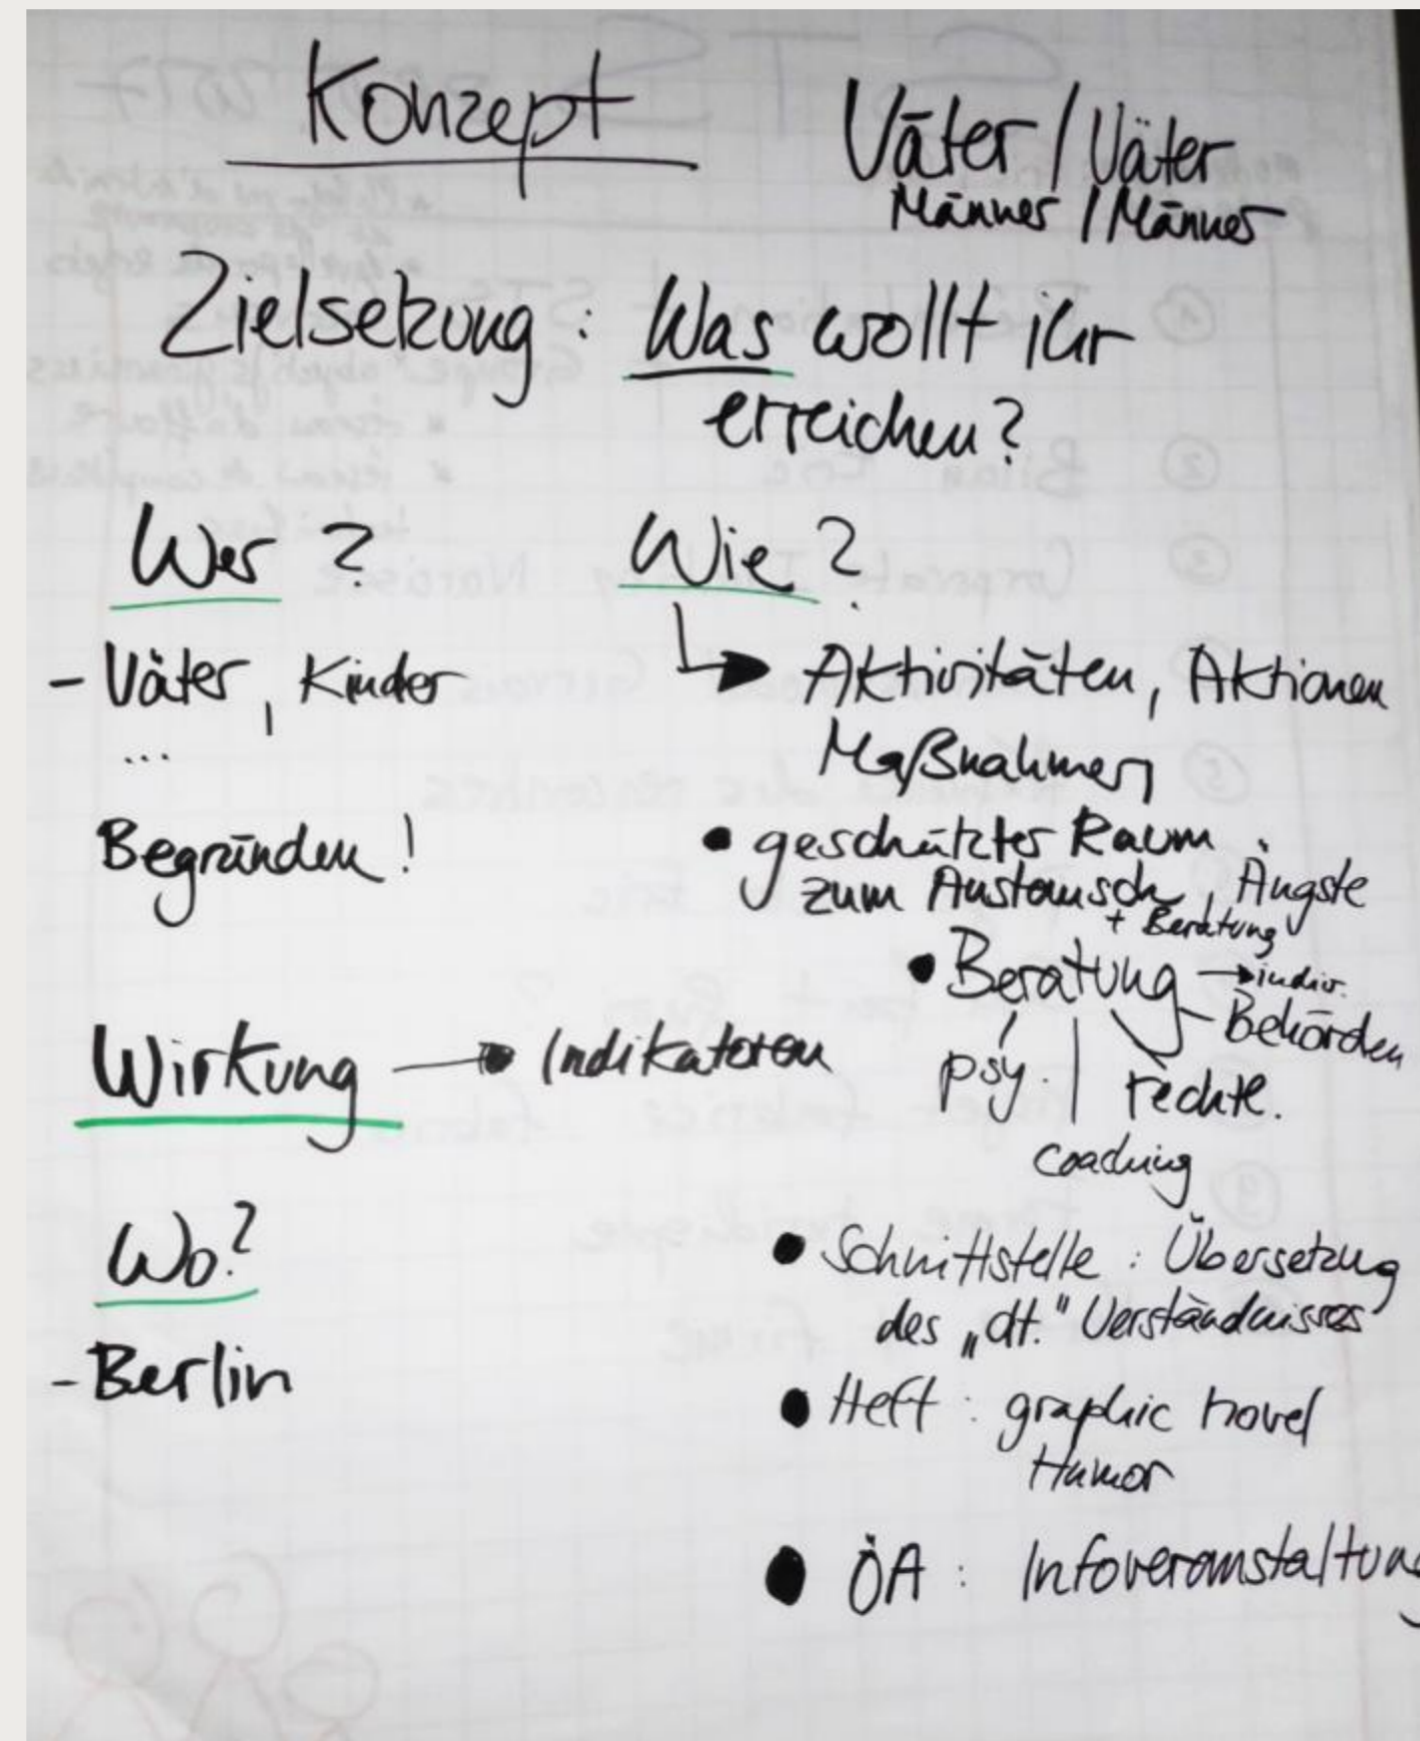 Konzept
Väter / Väter
Männer / Männer
Zielsetzung : Was wollt ihr
erreichen?
Wer ?
- Väter, Kinder
...
Begründen !
Wie ?
Aktivitäten, Aktionen
Maßnahmen
• geschützter Raum
zum Austausch, Ängste
+ Beratung
• Beratung → indiv.
Behörden
psy. | rechtl.
Coaching
Wirkung → Indikatoren
Wo?
- Berlin
• Schnittstelle : Übersetzung
des „dt." Verständnisses
• Heft : graphic novel
Humor
• ÖA : Infoveranstaltung